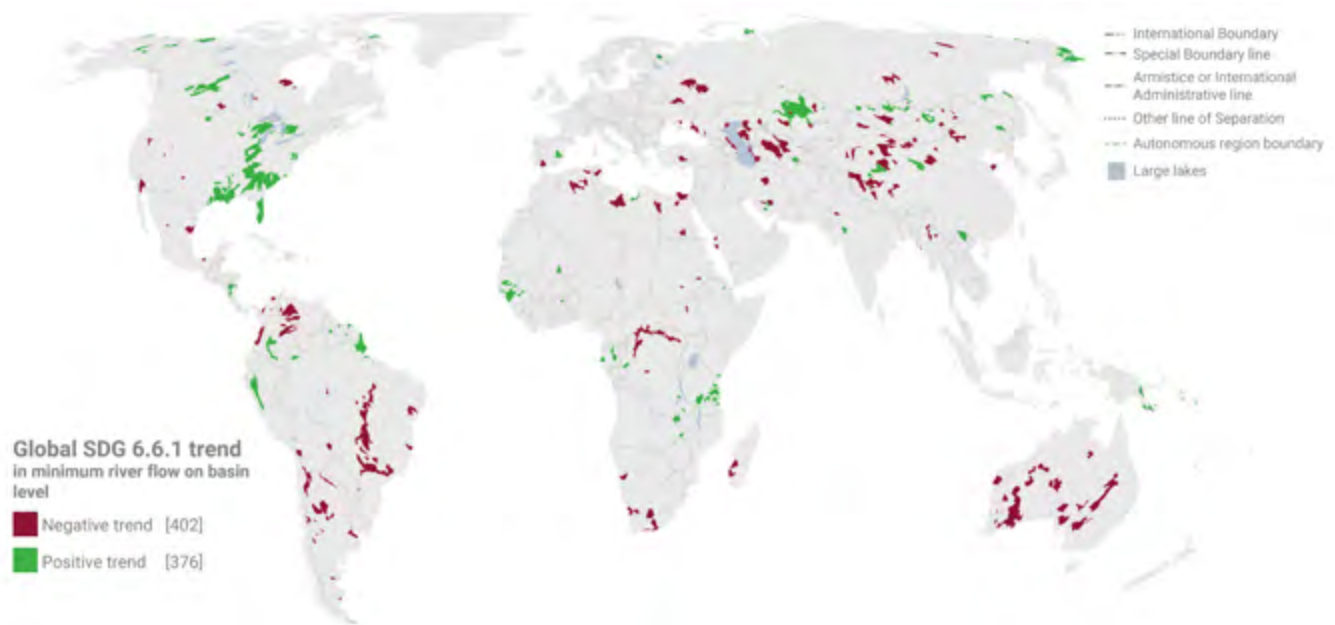 International Boundary
Special Boundary line
Armistice or International
Administrative line
Other line of Separation
Autonomous region boundary
Large lakes
Global SDG 6.6.1 trend
in minimum river flow on basin
level
Negative trend [402]
Positive trend [376]